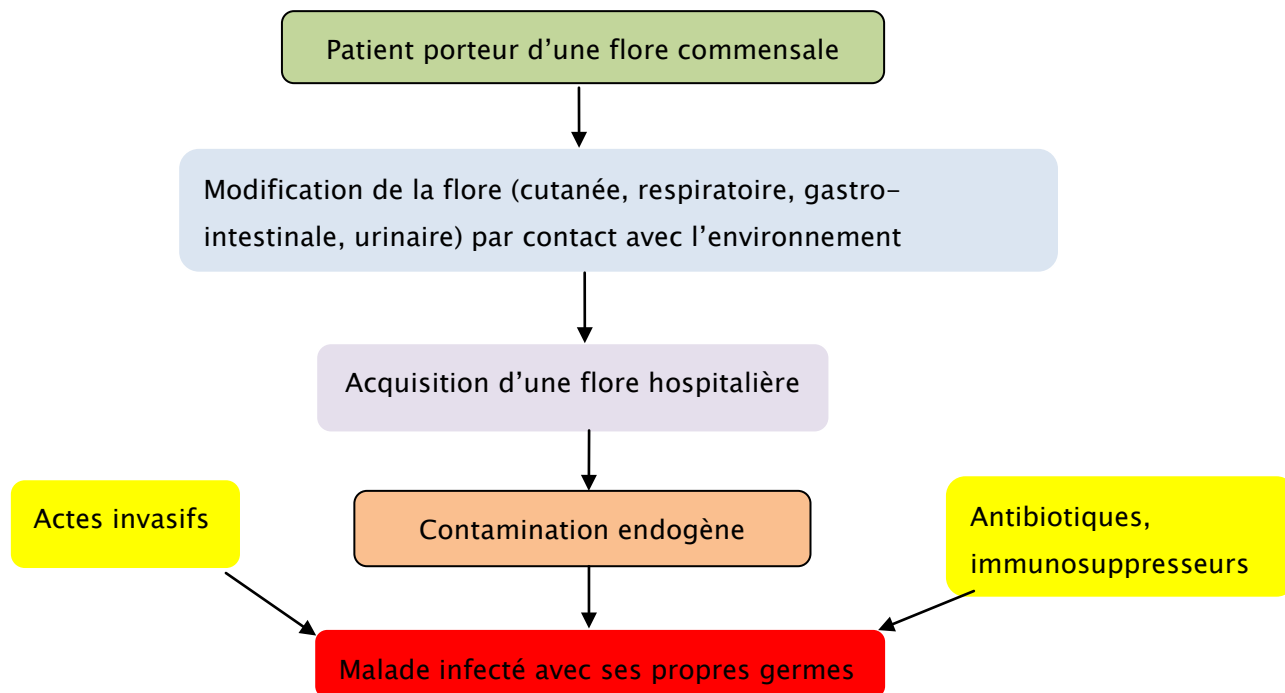 Patient porteur d’une flore commensale
Modification de la flore (cutanée, respiratoire, gastro-
intestinale, urinaire) par contact avec l’environnement
Acquisition d’une flore hospitalière
Actes invasifs
Contamination endogène
Antibiotiques,
immunosuppresseurs
Malade infecté avec ses propres germes